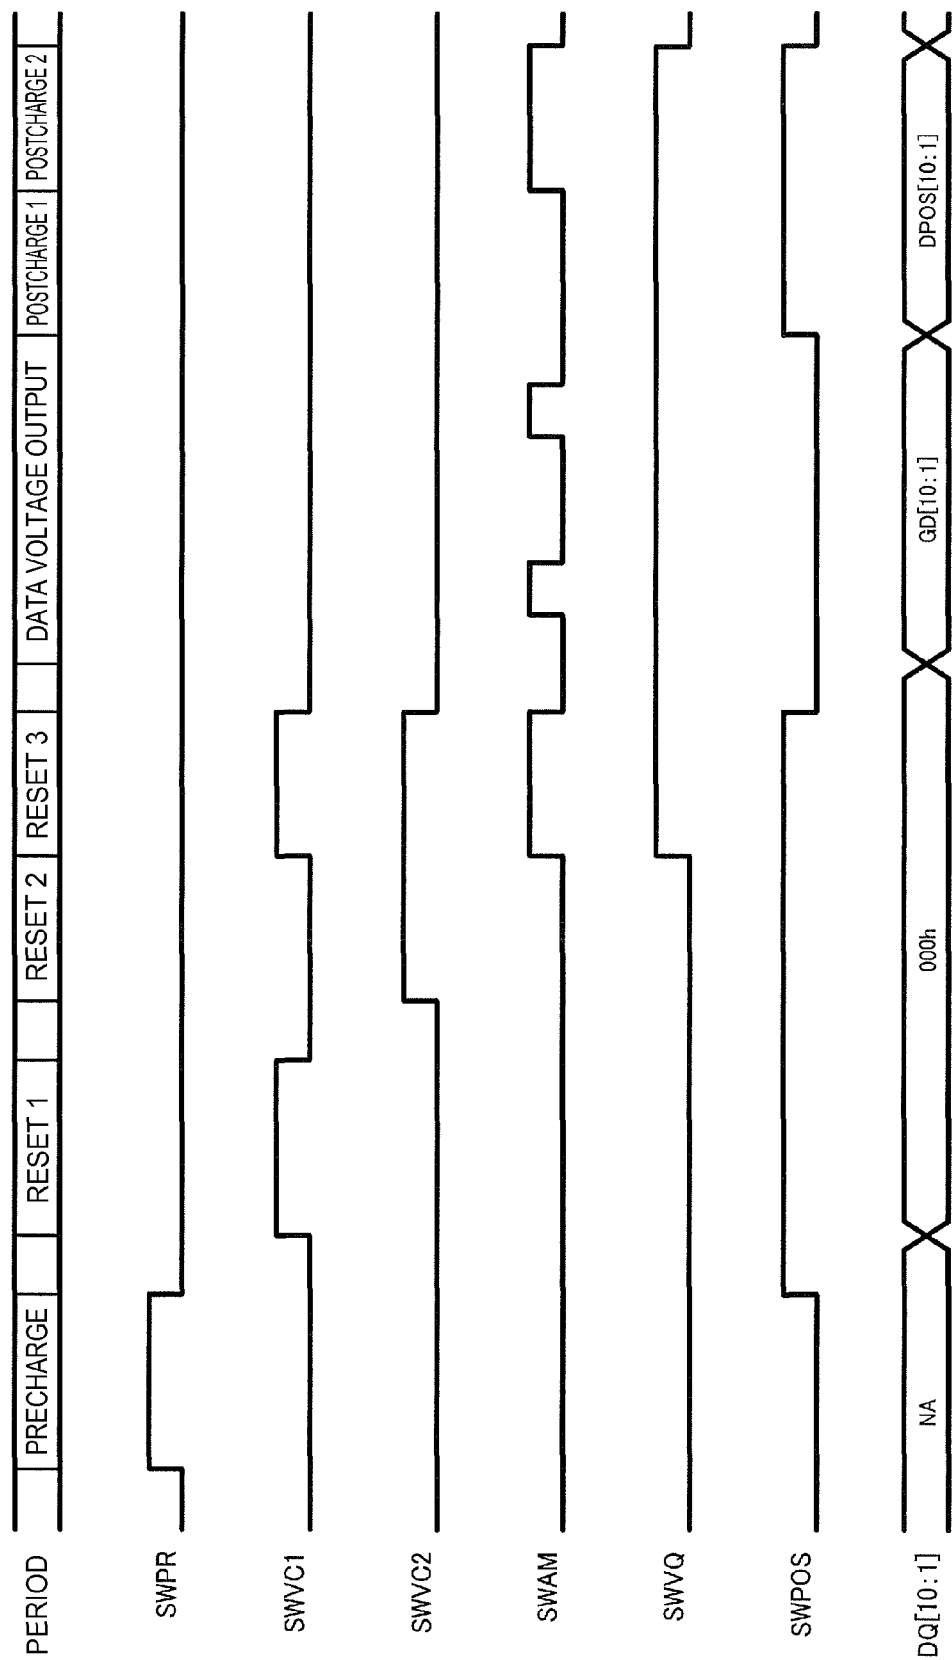 PERIOD PRECHARGE RESET 1 RESET 2 RESET 3 DATA VOLTAGE OUTPUT POSTCHARGE 1 POSTCHARGE 2
SWPR
SWVC1
SWVC2
SWAM
SWVQ
SWPOS
DQ[10:1] NA 000h GD[10:1] DPOS[10:1]